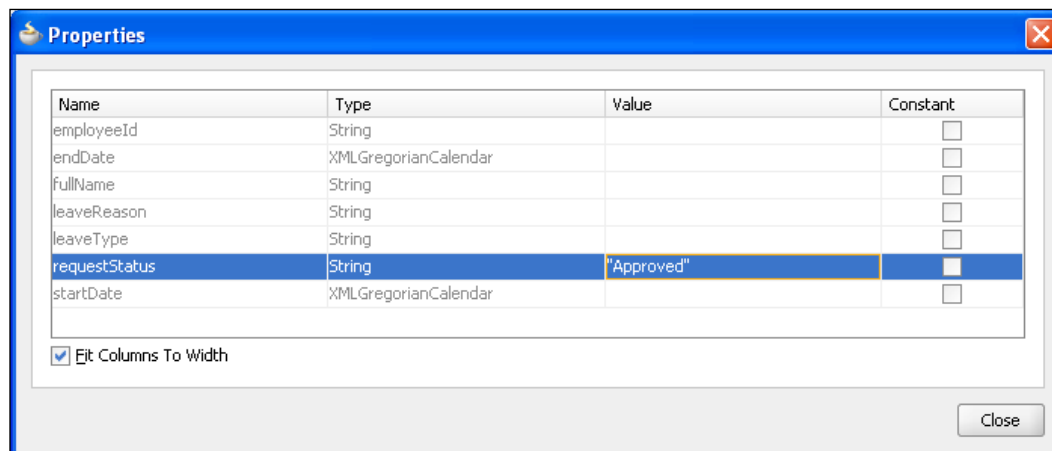 Properties
Name Type Value Constant
employeeId String
endDate XMLGregorianCalendar
fullName String
leaveReason String
leaveType String
requestStatus String "Approved"
startDate XMLGregorianCalendar
Fit Columns To Width
Close